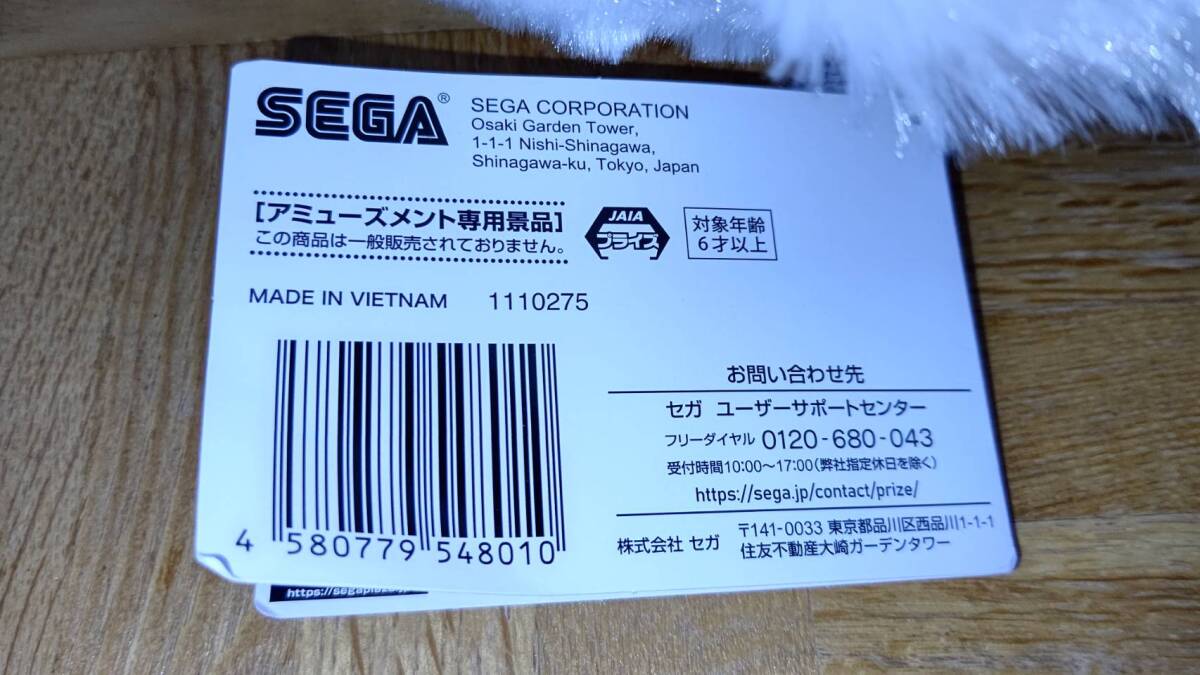 SEGA®
SEGA CORPORATION
Osaki Garden Tower,
1-1-1 Nishi-Shinagawa,
Shinagawa-ku, Tokyo, Japan
[アミューズメント専用景品]
この商品は一般販売されておりません。
JAIA
プライズ
対象年齢
6才以上
MADE IN VIETNAM 1110275
4 580779 548010
お問い合わせ先
セガ ユーザーサポートセンター
フリーダイヤル 0120-680-043
受付時間10:00～17:00(弊社指定休日を除く)
https://sega.jp/contact/prize/
株式会社 セガ
〒141-0033 東京都品川区西品川1-1-1
住友不動産大崎ガーデンタワー